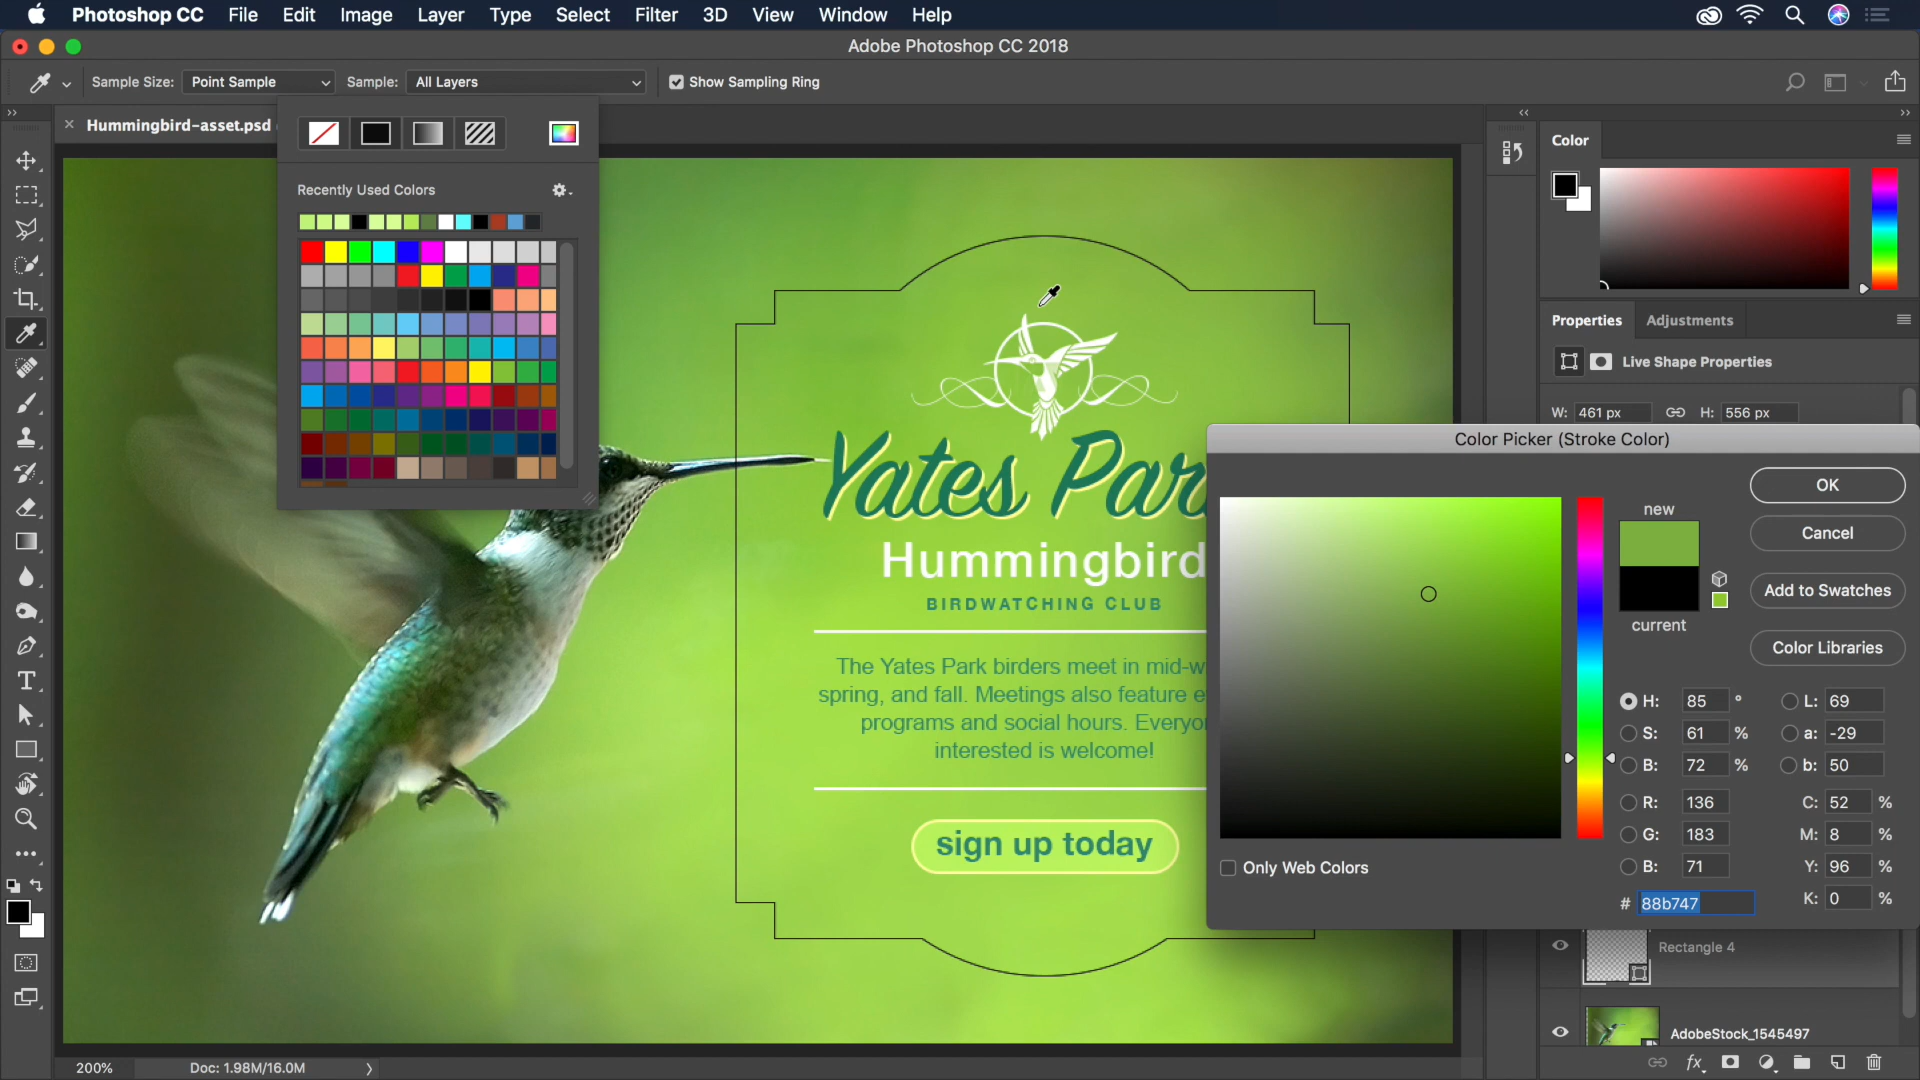 Photoshop CC File Edit Image Layer Type Select Filter 3D View Window Help
Adobe Photoshop CC 2018
Sample Size: Point Sample Sample: All Layers Show Sampling Ring
Hummingbird-asset.psd
Recently Used Colors
Yates Par
Hummingbird
BIRDWATCHING CLUB
The Yates Park birders meet in mid-w
spring, and fall. Meetings also feature e
programs and social hours. Everyo
interested is welcome!
sign up today
Color
Properties Adjustments
Live Shape Properties
W: 461 px H: 556 px
Color Picker (Stroke Color)
new
current
OK
Cancel
Add to Swatches
Color Libraries
H: 85 ° L: 69
S: 61 % a: -29
B: 72 % b: 50
R: 136 C: 52 %
G: 183 M: 8 %
B: 71 Y: 96 %
# 88b747 K: 0 %
Only Web Colors
Rectangle 4
AdobeStock_1545497
fx
200% Doc: 1.98M/16.0M